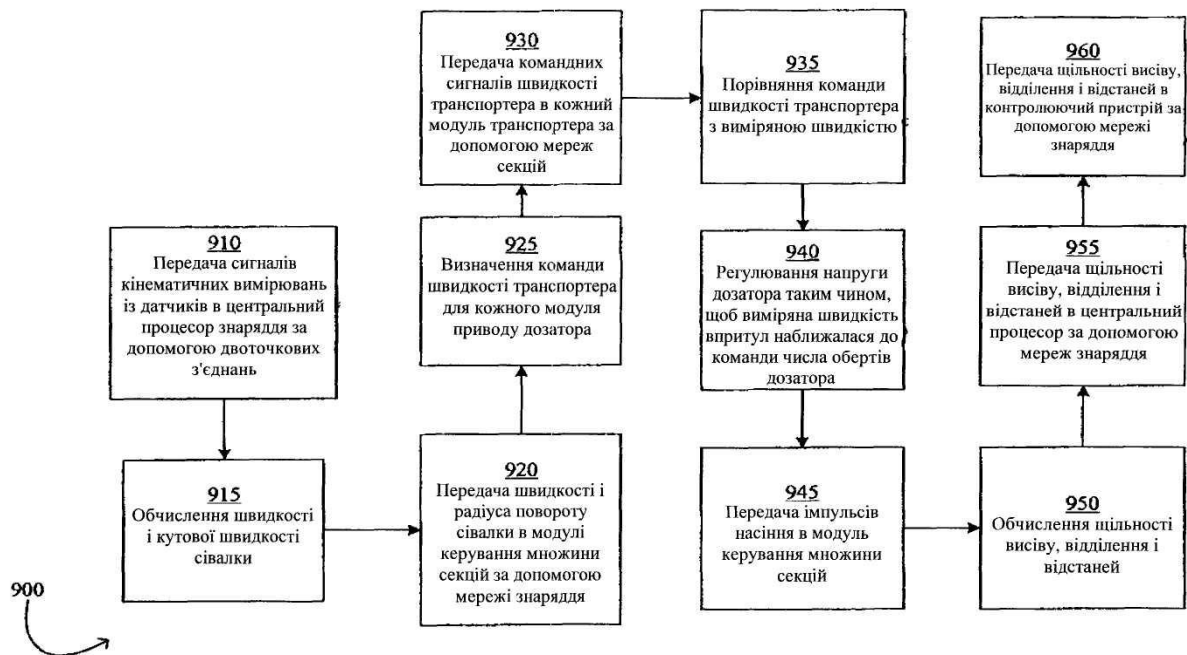 910
Передача сигналів
кінематичних вимірювань
із датчиків в центральний
процесор знаряддя за
допомогою двоточкових
з'єднань
915
Обчислення швидкості
і кутової швидкості
сівалки
920
Передача швидкості і
радіуса повороту
сівалки в модулі
керування множини
секцій за допомогою
мережі знаряддя
925
Визначення команди
швидкості транспортера
для кожного модуля
приводу дозатора
930
Передача командних
сигналів швидкості
транспортера в кожний
модуль транспортера за
допомогою мереж
секцій
935
Порівняння команди
швидкості транспортера
з виміряною швидкістю
940
Регулювання напруги
дозатора таким чином,
щоб виміряна швидкість
впритул наближалася до
команди числа обертів
дозатора
945
Передача імпульсів
насіння в модуль
керування множини
секцій
950
Обчислення щільності
висіву, відділення і
відстаней
955
Передача щільності
висіву, відділення і
відстаней в центральний
процесор за допомогою
мереж знаряддя
960
Передача щільності висіву,
відділення і відстаней в
контролюючий пристрій за
допомогою мережі
знаряддя
900